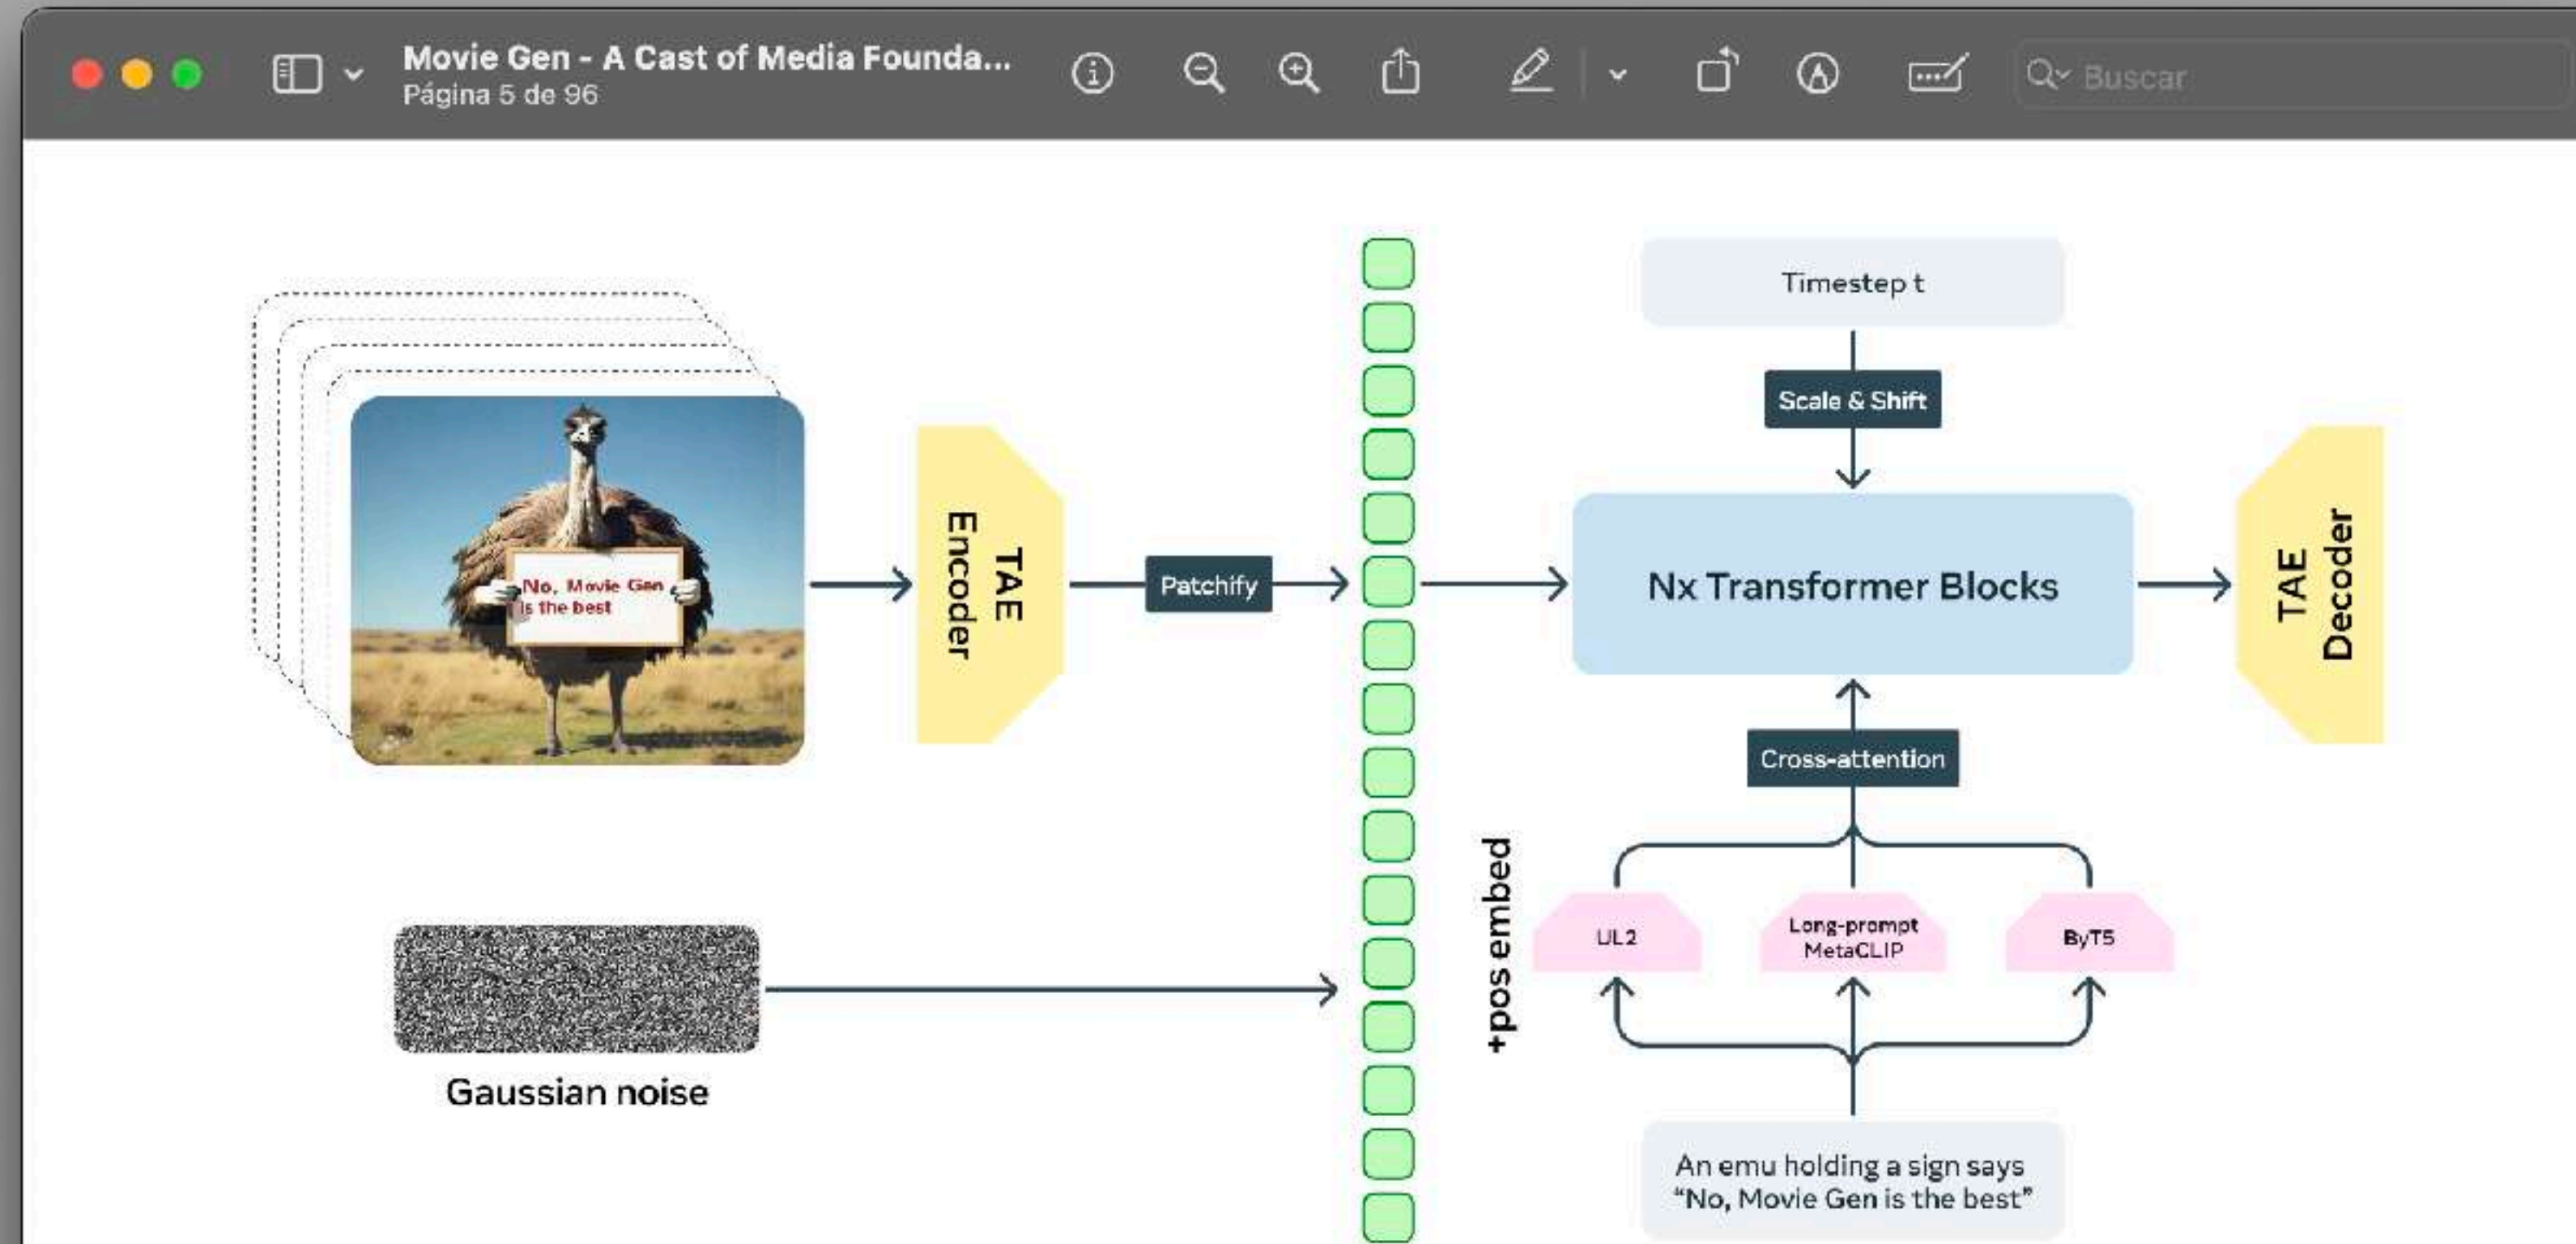 Movie Gen - A Cast of Media Founda...
Página 5 de 96
Buscar
No, Movie Gen
is the best
TAE
Encoder
Patchify
Gaussian noise
Timestep t
Scale & Shift
Nx Transformer Blocks
TAE
Decoder
Cross-attention
+pos embed
UL2
Long-prompt
MetaCLIP
ByT5
An emu holding a sign says
“No, Movie Gen is the best”